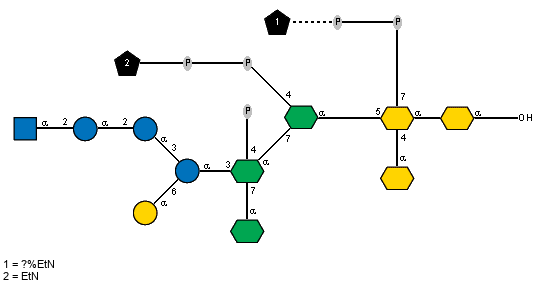 1 P P
2 P P
4 7
α 5 α α OH
P 4
α 2 α 2 α 3 7 α
α 3 4 α
6 7
α α
1 = ?%EtN
2 = EtN